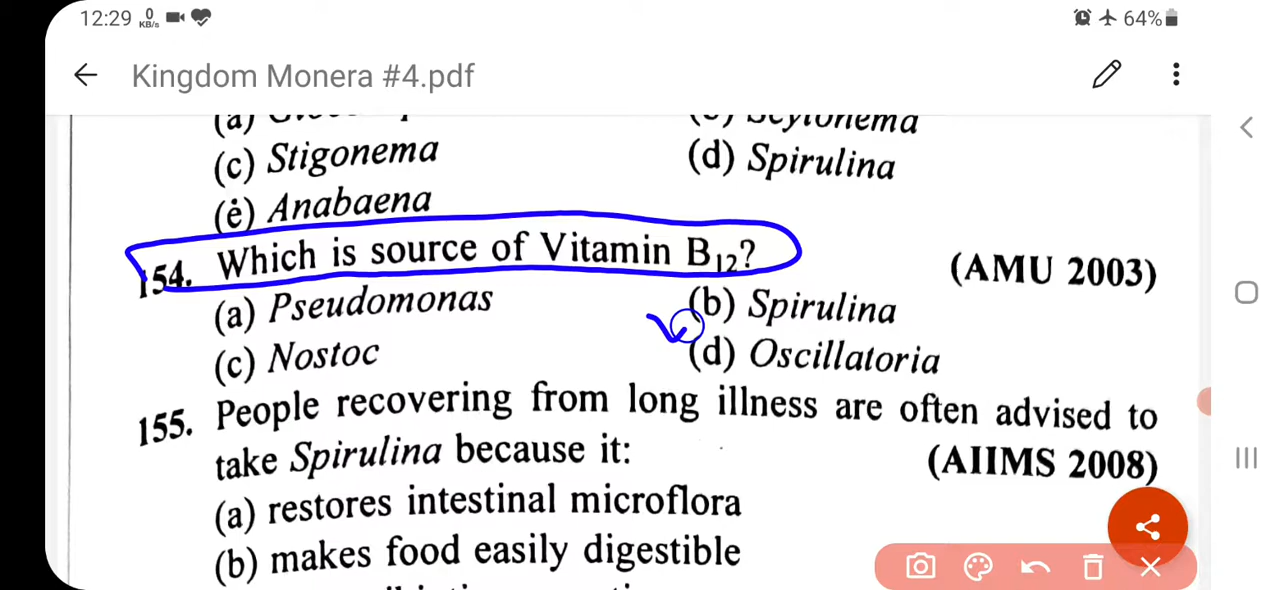 12:29 0 KB/s 64%
Kingdom Monera #4.pdf
(c) Stigonema (d) Spirulina
(e) Anabaena
154. Which is source of Vitamin B₁₂?
(AMU 2003)
(a) Pseudomonas (b) Spirulina
(c) Nostoc (d) Oscillatoria
155. People recovering from long illness are often advised to
take Spirulina because it: (AIIMS 2008)
(a) restores intestinal microflora
(b) makes food easily digestible